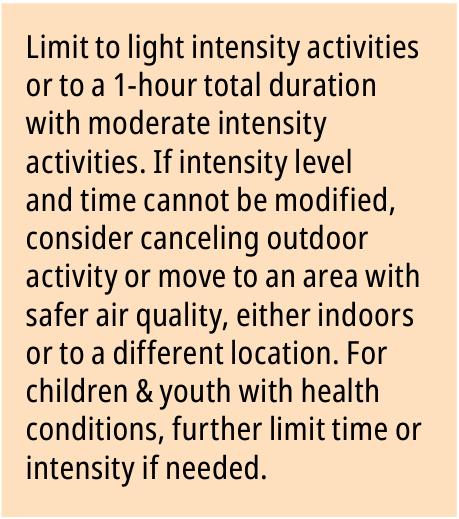 Limit to light intensity activities
or to a 1-hour total duration
with moderate intensity
activities. If intensity level
and time cannot be modified,
consider canceling outdoor
activity or move to an area with
safer air quality, either indoors
or to a different location. For
children & youth with health
conditions, further limit time or
intensity if needed.